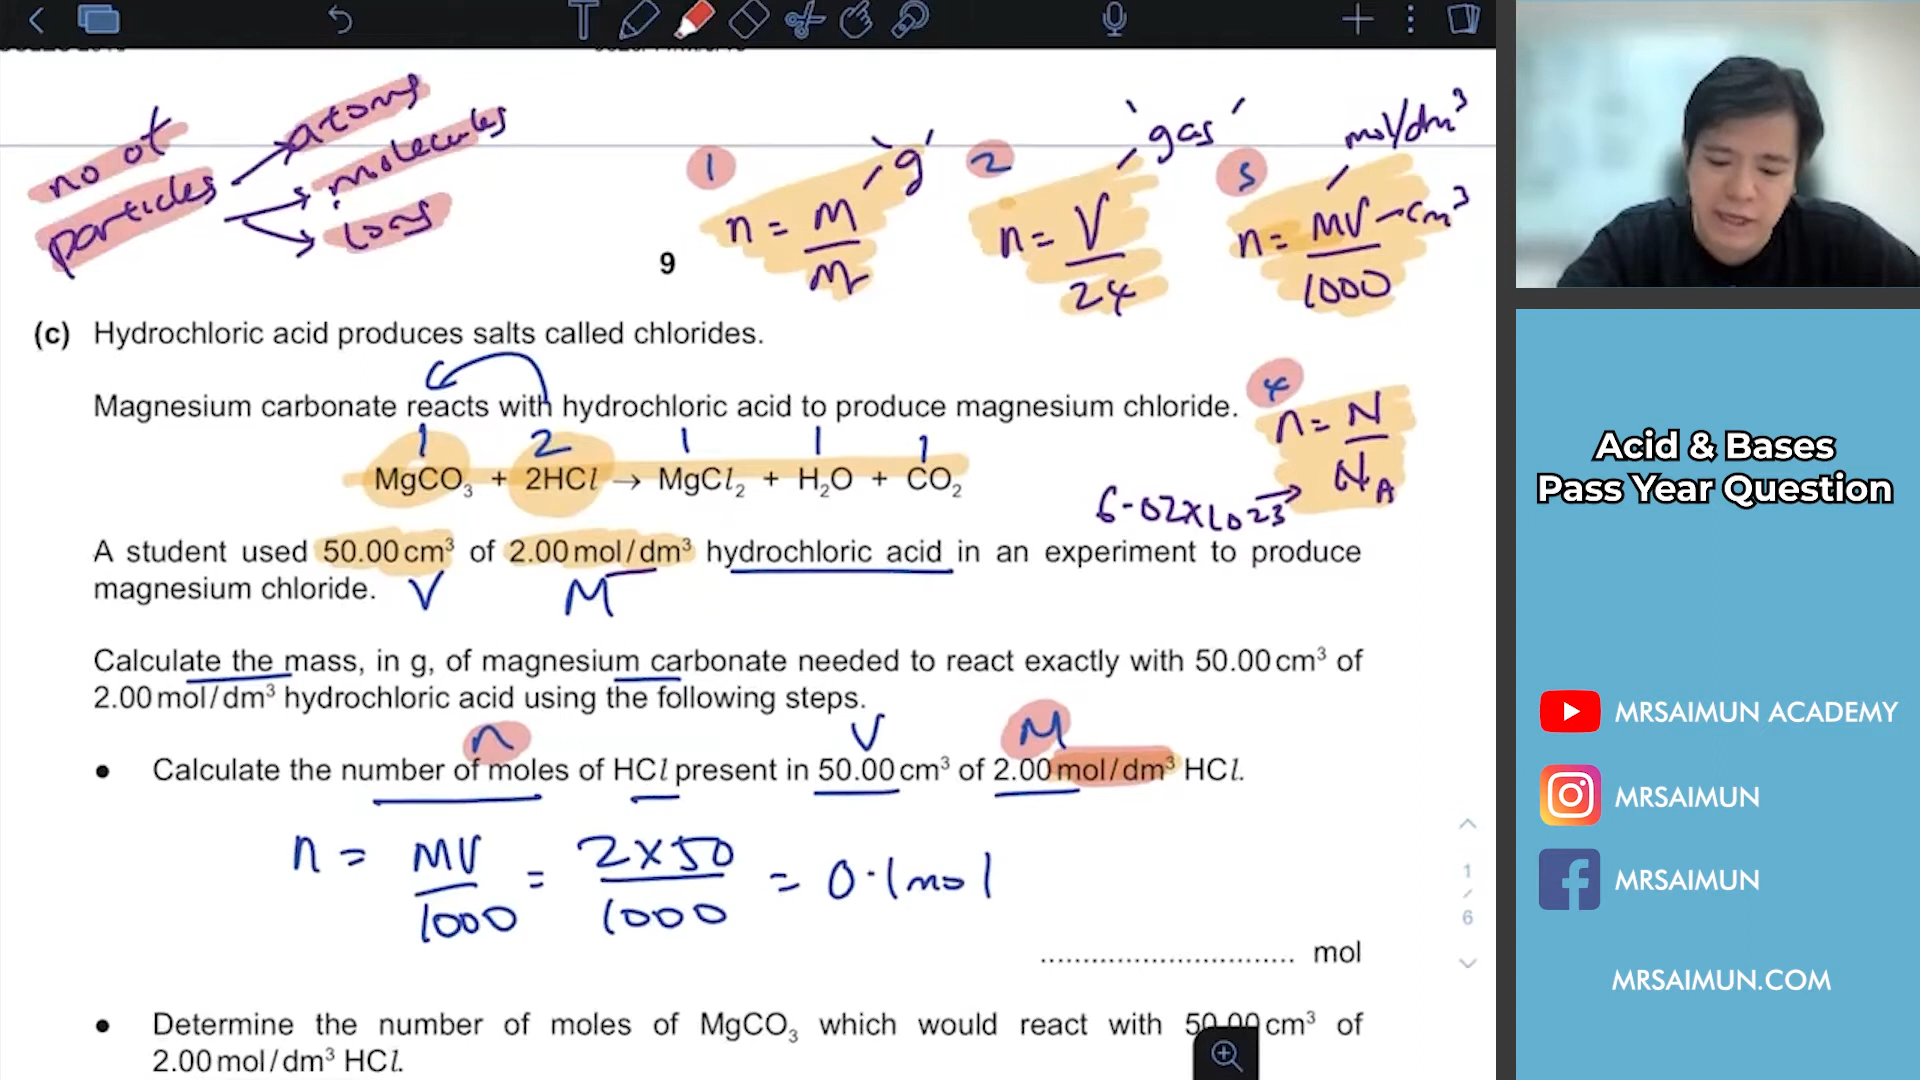 no of
particles
atoms
molecules
ions
1
n = M / M
'g'
2
n = V / 24
'gas'
3
n = MV / 1000
mol/dm³
cm³
9
(c) Hydrochloric acid produces salts called chlorides.
Magnesium carbonate reacts with hydrochloric acid to produce magnesium chloride.
4
n = N / NA
6.02x10 23
1 2 1 1 1
MgCO₃ + 2HCl → MgCl₂ + H₂O + CO₂
A student used 50.00 cm³ of 2.00 mol/dm³ hydrochloric acid in an experiment to produce
magnesium chloride.
V M
Calculate the mass, in g, of magnesium carbonate needed to react exactly with 50.00 cm³ of
2.00 mol/dm³ hydrochloric acid using the following steps.
n V M
• Calculate the number of moles of HCl present in 50.00 cm³ of 2.00 mol/dm³ HCl.
n = MV / 1000 = 2x50 / 1000 = 0.1mol
.............................. mol
• Determine the number of moles of MgCO₃ which would react with 50.00 cm³ of
2.00 mol/dm³ HCl.
1
/
6
Acid & Bases
Pass Year Question
MRSAIMUN ACADEMY
MRSAIMUN
MRSAIMUN
MRSAIMUN.COM